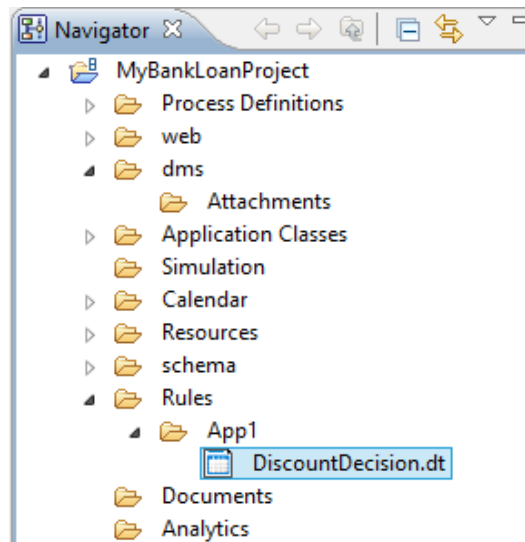 Navigator
MyBankLoanProject
Process Definitions
web
dms
Attachments
Application Classes
Simulation
Calendar
Resources
schema
Rules
App1
DiscountDecision.dt
Documents
Analytics